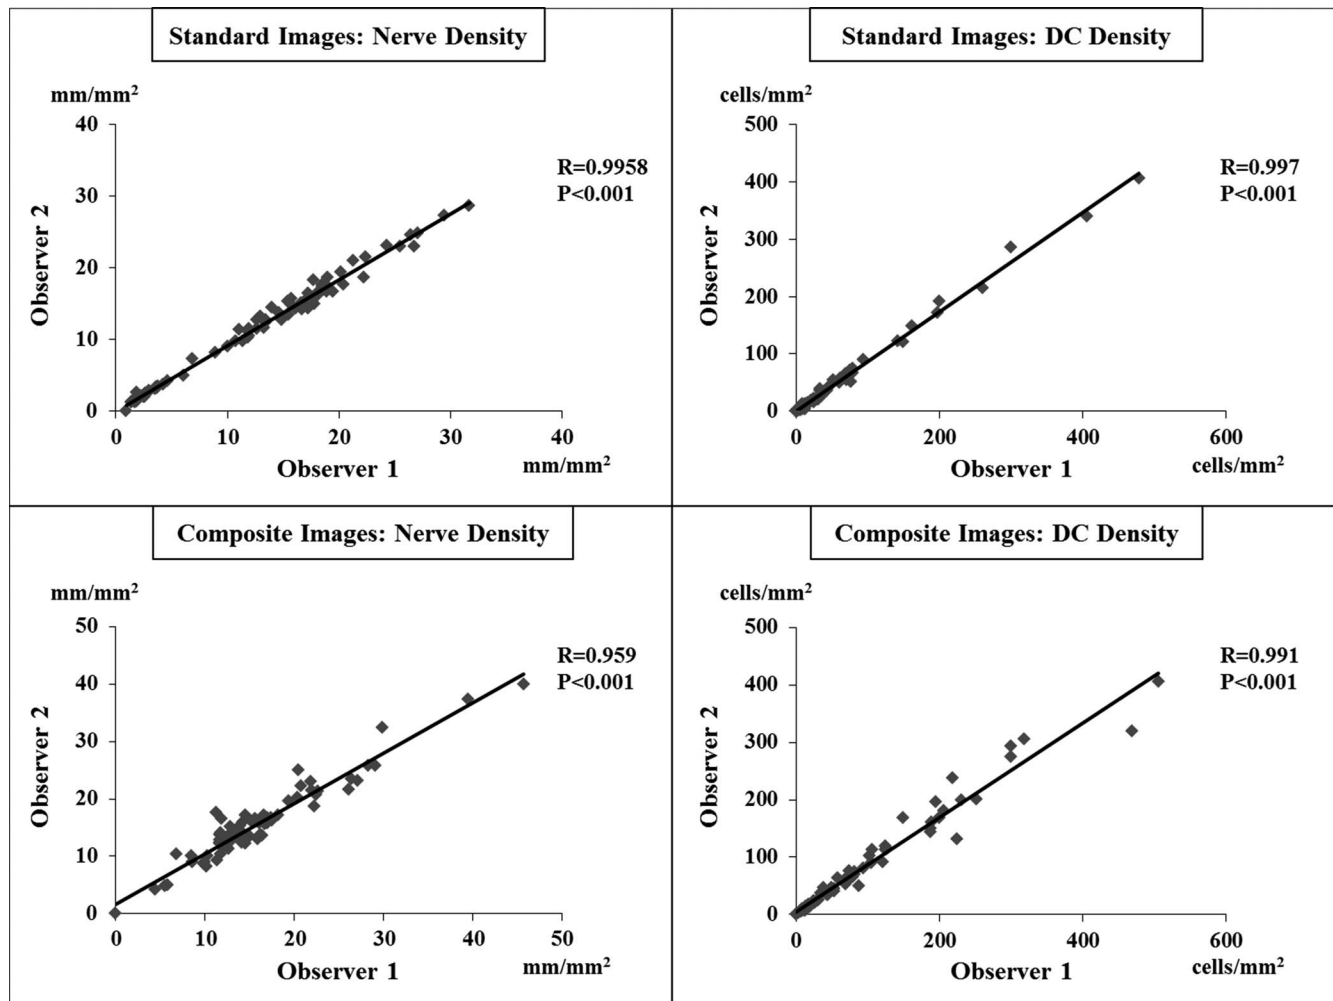 Standard Images: Nerve Density
mm/mm²
40
30
20
10
0
Observer 2
R=0.9958
P<0.001
0 10 20 30 40
Observer 1 mm/mm²
Standard Images: DC Density
cells/mm²
500
400
300
200
100
0
Observer 2
R=0.997
P<0.001
0 200 400 600
Observer 1 cells/mm²
Composite Images: Nerve Density
mm/mm²
50
40
30
20
10
0
Observer 2
R=0.959
P<0.001
0 10 20 30 40 50
Observer 1 mm/mm²
Composite Images: DC Density
cells/mm²
500
400
300
200
100
0
Observer 2
R=0.991
P<0.001
0 200 400 600
Observer 1 cells/mm²